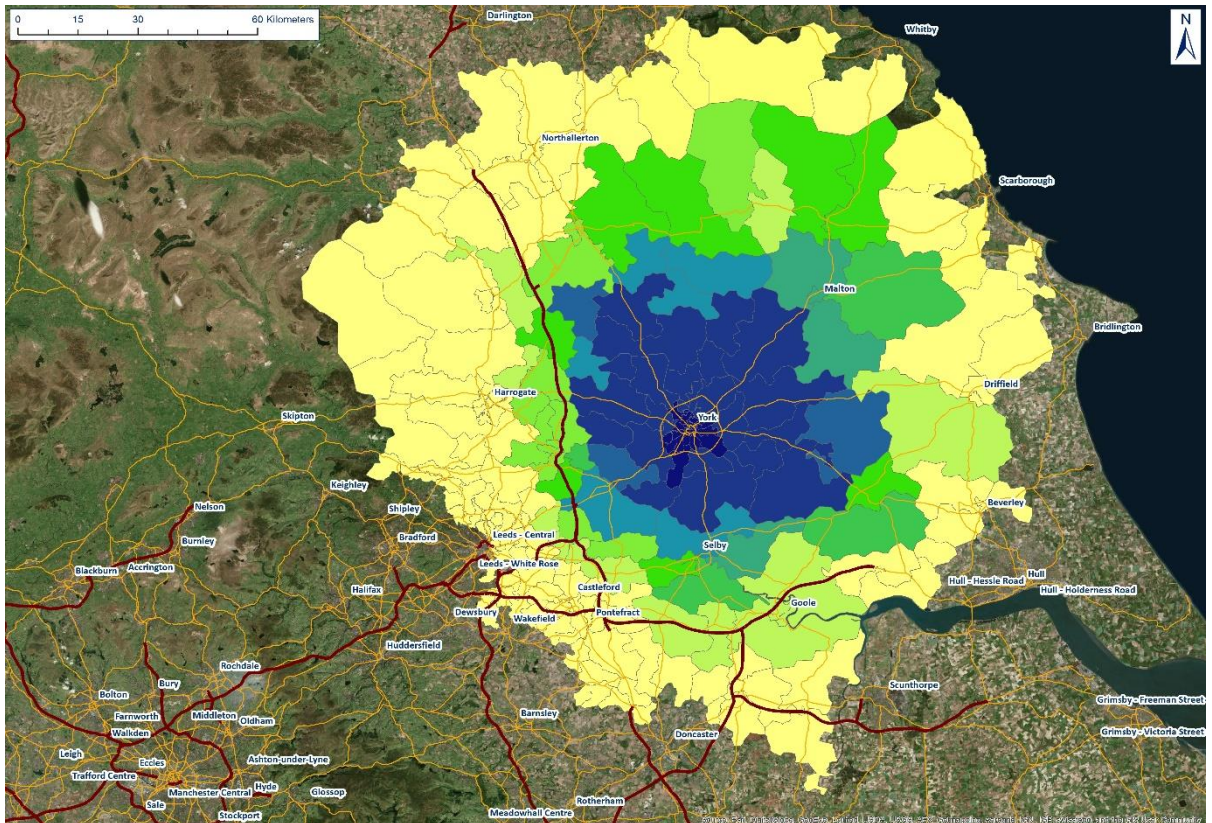 0 15 30 60 Kilometers
N
Darlington
Whitby
Northallerton
Scarborough
Malton
Bridlington
Harrogate
Driffield
Skipton
York
Keighley
Beverley
Nelson
Shipley
Burnley
Bradford
Leeds - Central
Selby
Accrington
Blackburn
Leeds - White Rose
Hull
Hull - Hessle Road
Halifax
Castleford
Hull - Holderness Road
Goole
Dewsbury
Pontefract
Wakefield
Huddersfield
Rochdale
Bury
Scunthorpe
Bolton
Grimsby - Freeman Street
Farnworth
Middleton
Barnsley
Oldham
Walkden
Doncaster
Grimsby - Victoria Street
Leigh
Eccles
Ashton-under-Lyne
Trafford Centre
Hyde
Manchester Central
Glossop
Sale
Rotherham
Stockport
Meadowhall Centre